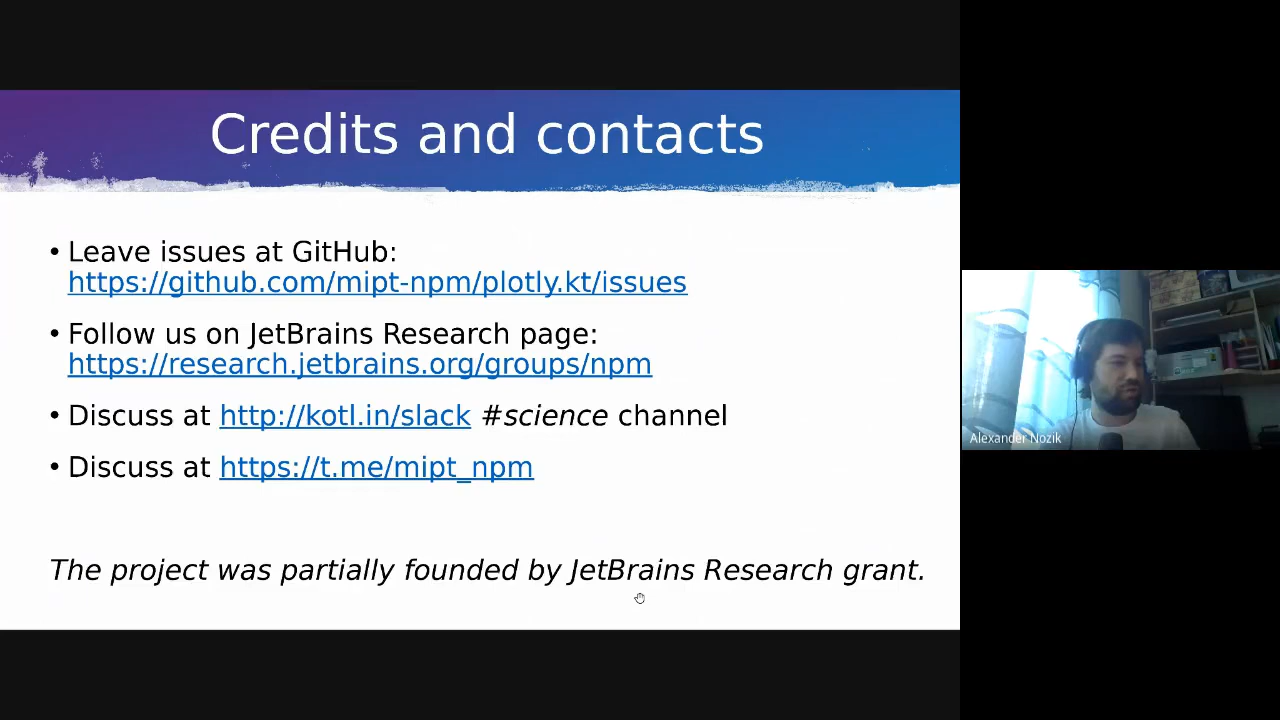 Credits and contacts
• Leave issues at GitHub:
https://github.com/mipt-npm/plotly.kt/issues
• Follow us on JetBrains Research page:
https://research.jetbrains.org/groups/npm
• Discuss at http://kotl.in/slack #science channel
• Discuss at https://t.me/mipt_npm
The project was partially founded by JetBrains Research grant.
Alexander Nozik